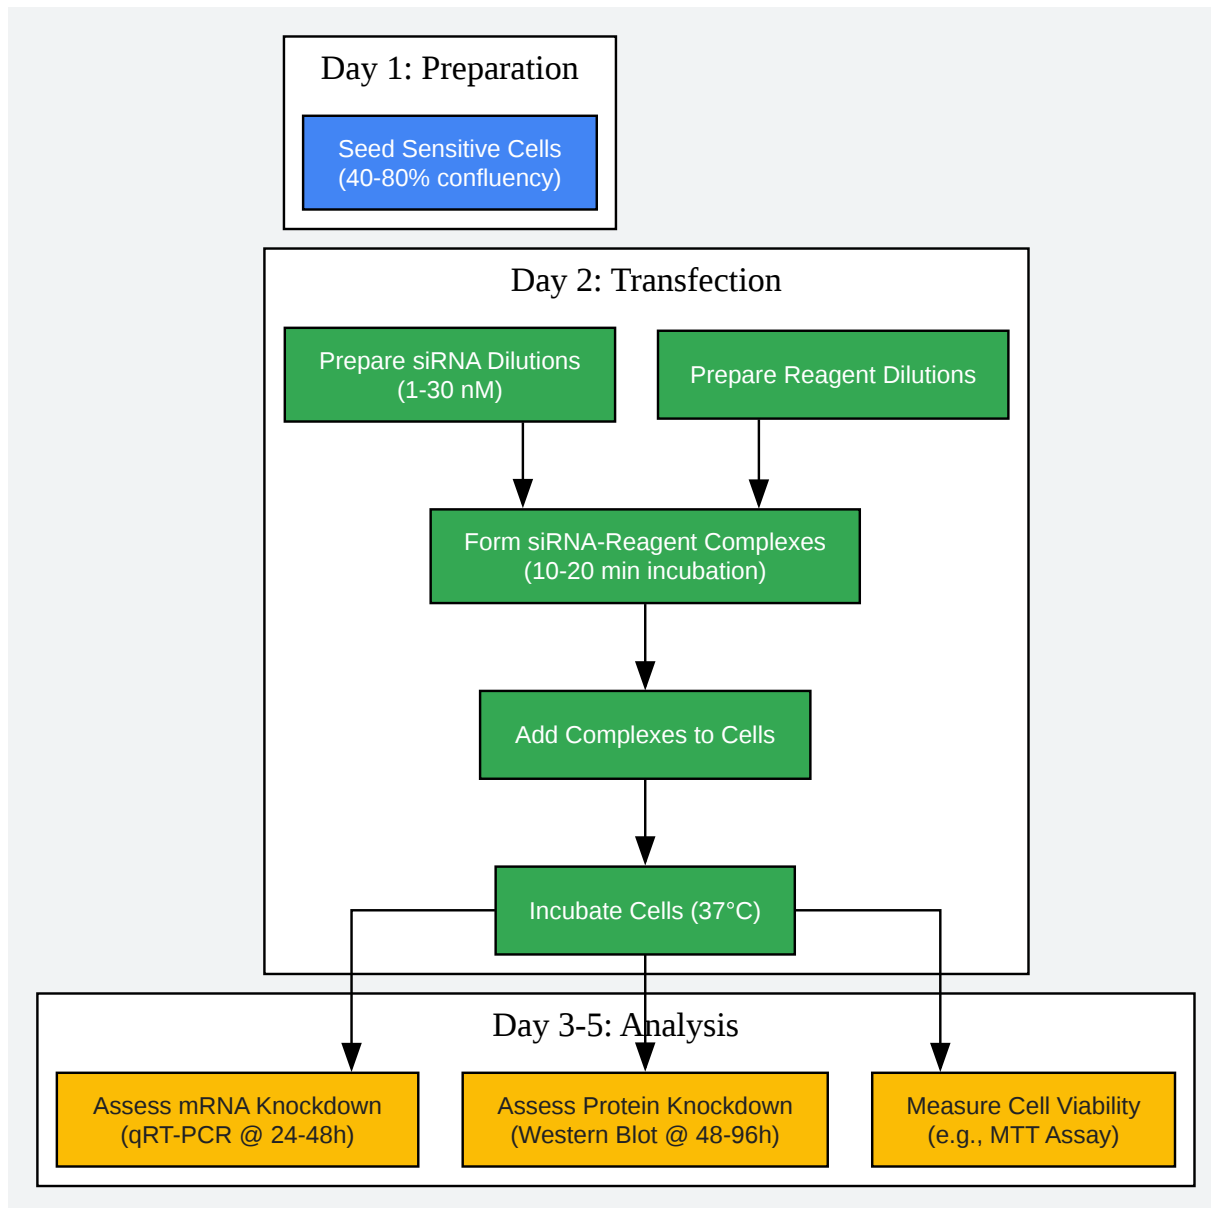 Day 1: Preparation
Seed Sensitive Cells
(40-80% confluency)
Day 2: Transfection
Prepare siRNA Dilutions
(1-30 nM)
Prepare Reagent Dilutions
Form siRNA-Reagent Complexes
(10-20 min incubation)
Add Complexes to Cells
Incubate Cells (37°C)
Day 3-5: Analysis
Assess mRNA Knockdown
(qRT-PCR @ 24-48h)
Assess Protein Knockdown
(Western Blot @ 48-96h)
Measure Cell Viability
(e.g., MTT Assay)